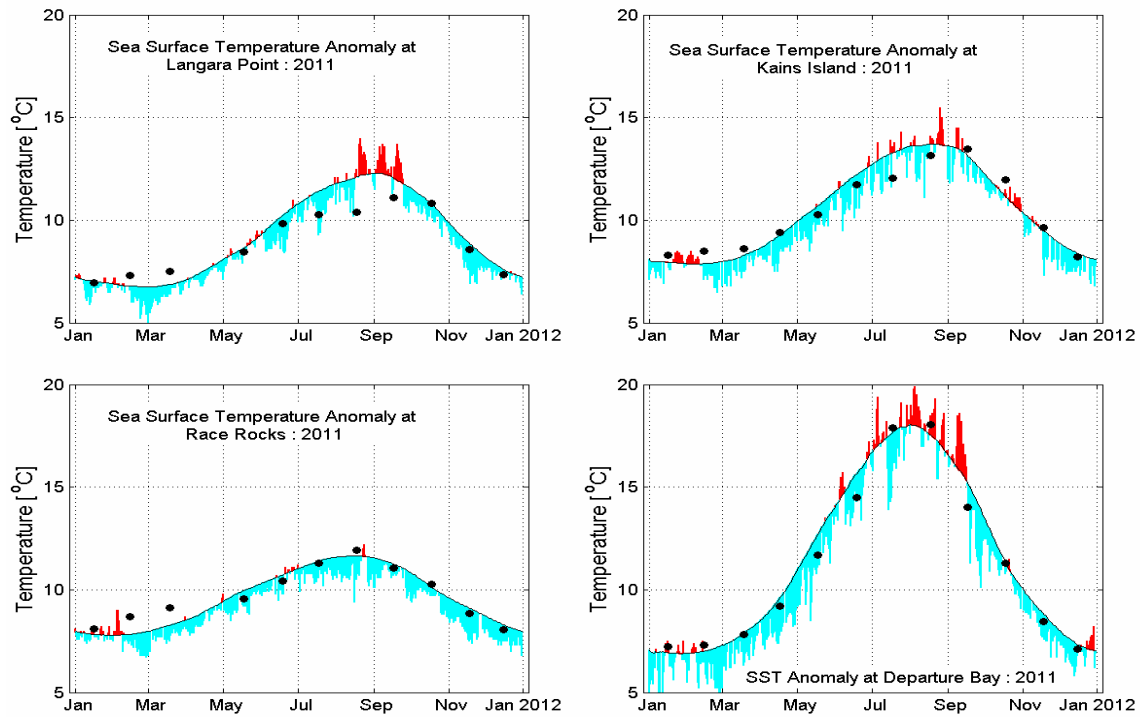 20
15
10
5
Temperature [ °C]
Sea Surface Temperature Anomaly at
Langara Point : 2011
Jan Mar May Jul Sep Nov Jan 2012
20
15
10
5
Temperature [ °C]
Sea Surface Temperature Anomaly at
Kains Island : 2011
Jan Mar May Jul Sep Nov Jan 2012
20
15
10
5
Temperature [ °C]
Sea Surface Temperature Anomaly at
Race Rocks : 2011
Jan Mar May Jul Sep Nov Jan 2012
20
15
10
5
Temperature [ °C]
SST Anomaly at Departure Bay : 2011
Jan Mar May Jul Sep Nov Jan 2012